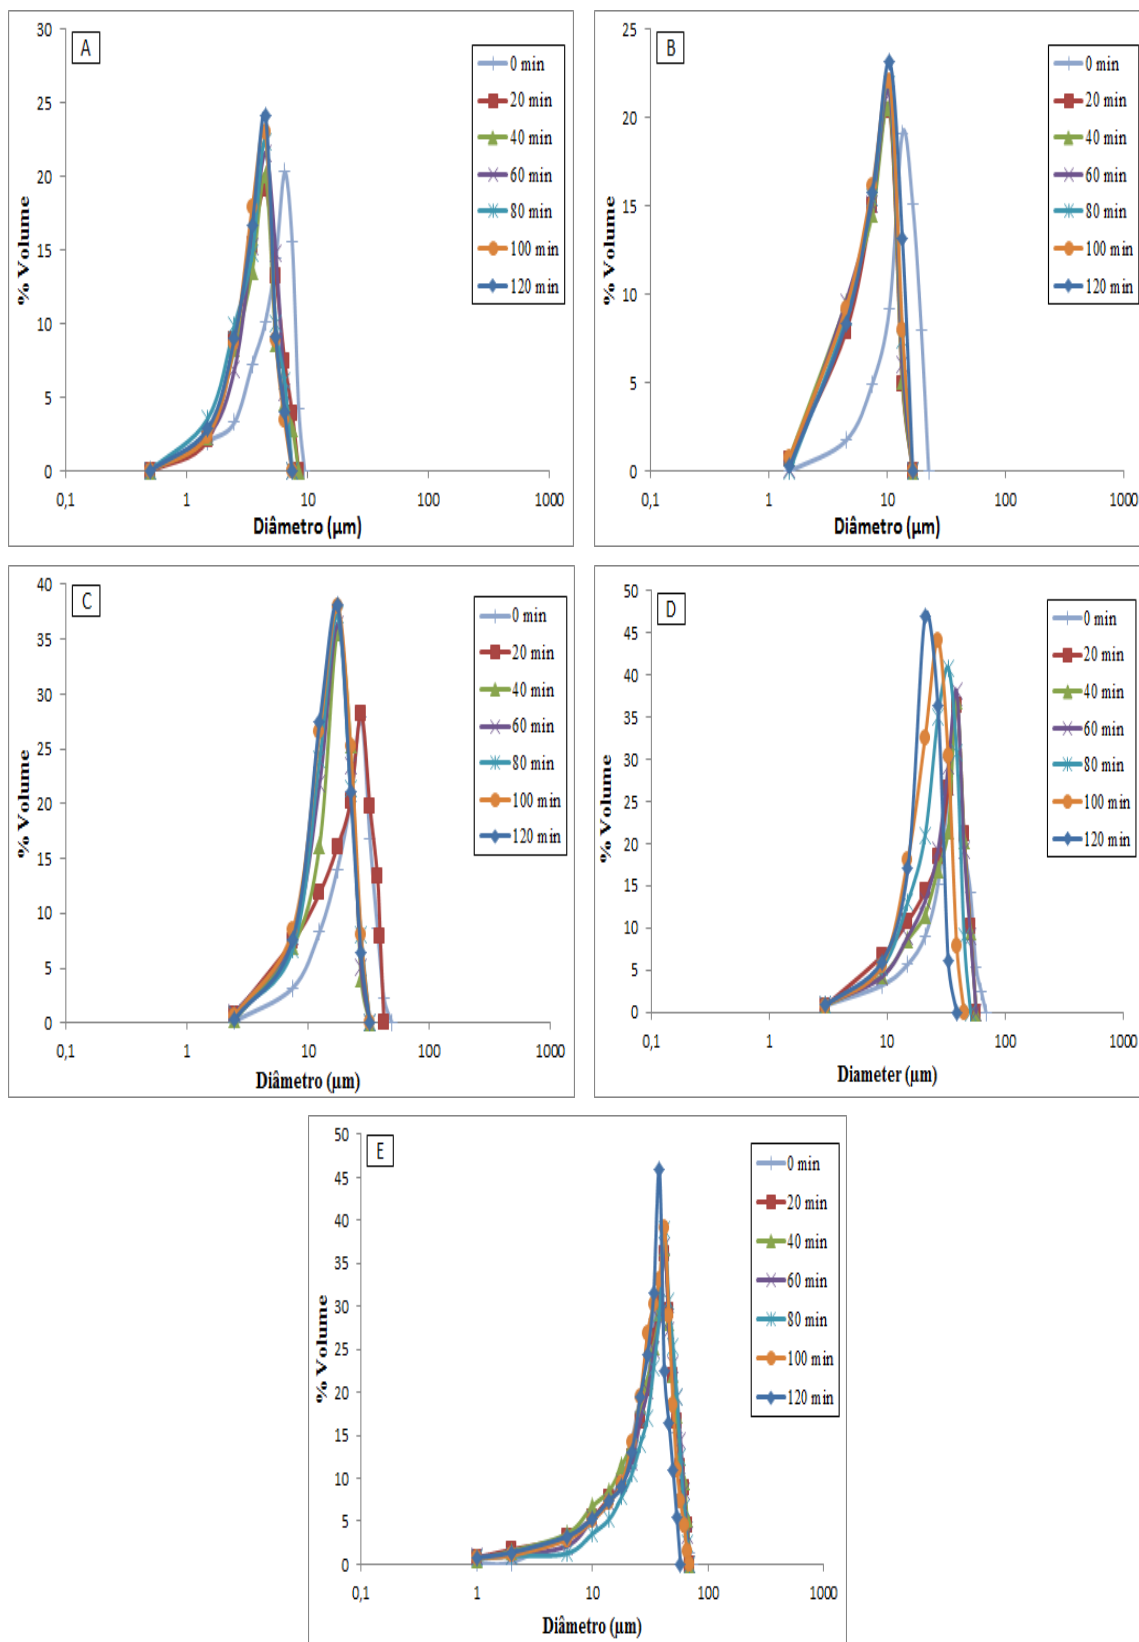 A
% Volume
30
25
20
15
10
5
0
0,1 1 10 100 1000
Diâmetro (µm)
0 min
20 min
40 min
60 min
80 min
100 min
120 min
B
% Volume
25
20
15
10
5
0
0,1 1 10 100 1000
Diâmetro (µm)
0 min
20 min
40 min
60 min
80 min
100 min
120 min
C
% Volume
40
35
30
25
20
15
10
5
0
0,1 1 10 100 1000
Diâmetro (µm)
0 min
20 min
40 min
60 min
80 min
100 min
120 min
D
% Volume
50
45
40
35
30
25
20
15
10
5
0
0,1 1 10 100 1000
Diameter (µm)
0 min
20 min
40 min
60 min
80 min
100 min
120 min
E
% Volume
50
45
40
35
30
25
20
15
10
5
0
0,1 1 10 100 1000
Diâmetro (µm)
0 min
20 min
40 min
60 min
80 min
100 min
120 min